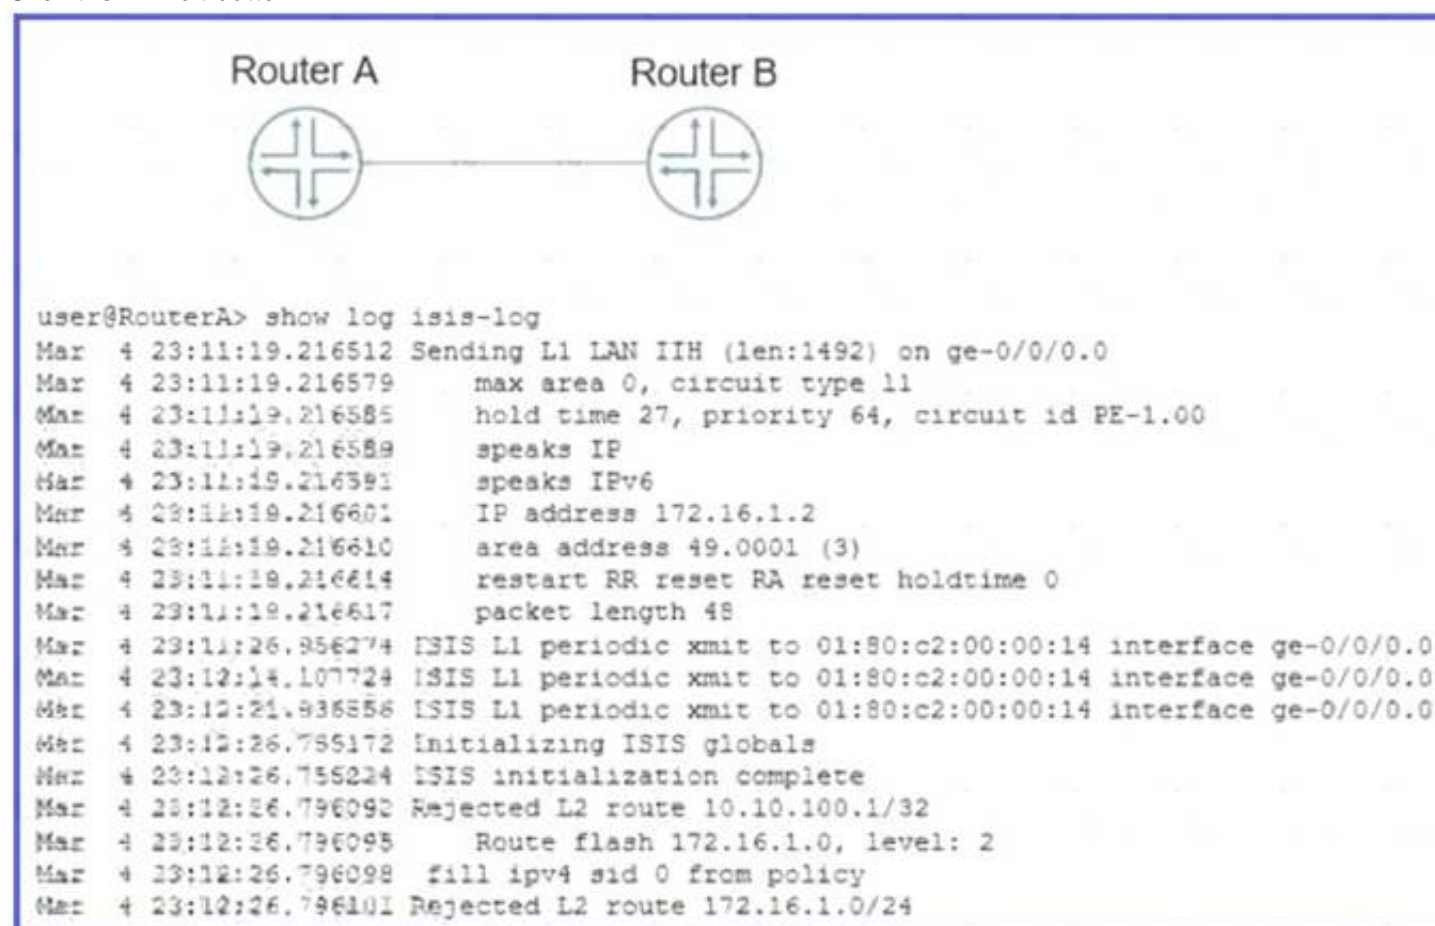 Router A Router B
user@RouterA> show log isis-log
Mar 4 23:11:19.216512 Sending L1 LAN IIH (len:1492) on ge-0/0/0.0
Mar 4 23:11:19.216579 max area 0, circuit type l1
Mar 4 23:11:19.216585 hold time 27, priority 64, circuit id PE-1.00
Mar 4 23:11:19.216589 speaks IP
Mar 4 23:11:19.216591 speaks IPv6
Mar 4 23:11:19.216601 IP address 172.16.1.2
Mar 4 23:11:19.216610 area address 49.0001 (3)
Mar 4 23:11:19.216614 restart RR reset RA reset holdtime 0
Mar 4 23:11:19.216617 packet length 48
Mar 4 23:11:26.956274 ISIS L1 periodic xmit to 01:80:c2:00:00:14 interface ge-0/0/0.0
Mar 4 23:12:14.107724 ISIS L1 periodic xmit to 01:80:c2:00:00:14 interface ge-0/0/0.0
Mar 4 23:12:21.936856 ISIS L1 periodic xmit to 01:80:c2:00:00:14 interface ge-0/0/0.0
Mar 4 23:12:26.755172 Initializing ISIS globals
Mar 4 23:12:26.756224 ISIS initialization complete
Mar 4 23:12:26.796092 Rejected L2 route 10.10.100.1/32
Mar 4 23:12:26.796095 Route flash 172.16.1.0, level: 2
Mar 4 23:12:26.796098 fill ipv4 sid 0 from policy
Mar 4 23:12:26.796101 Rejected L2 route 172.16.1.0/24